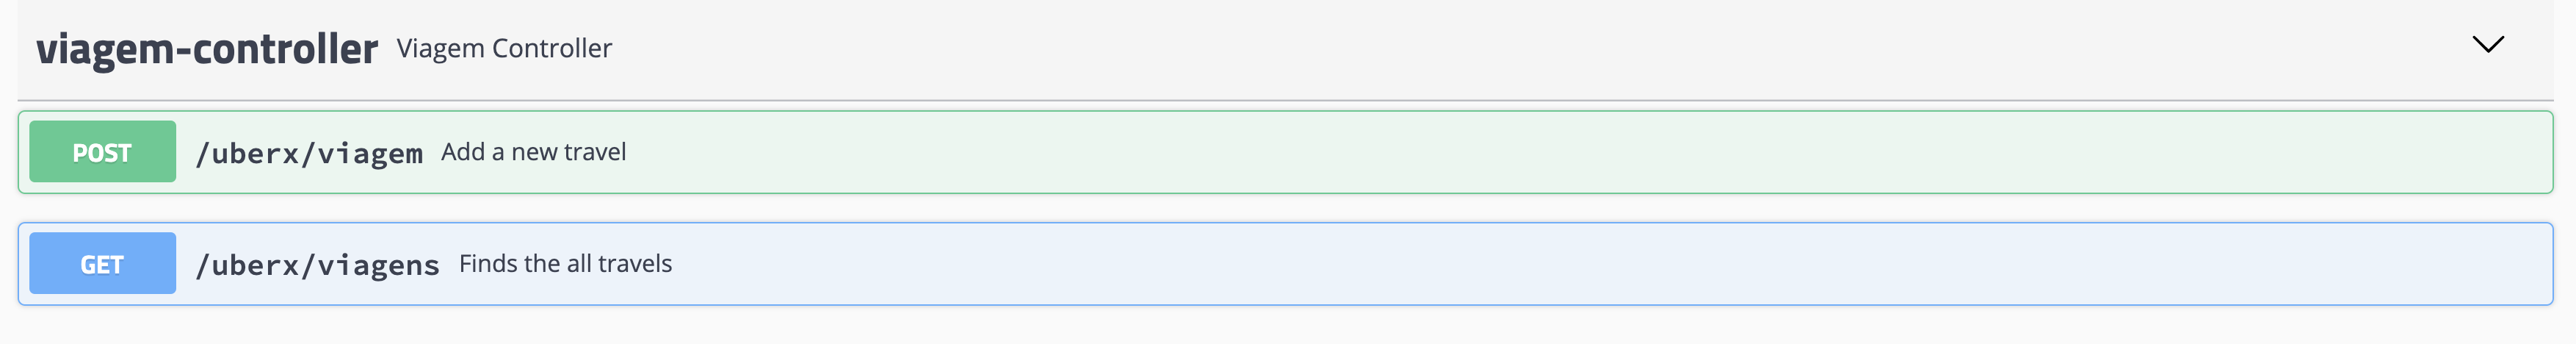 viagem-controller Viagem Controller
POST /uberx/viagem Add a new travel
GET /uberx/viagens Finds the all travels